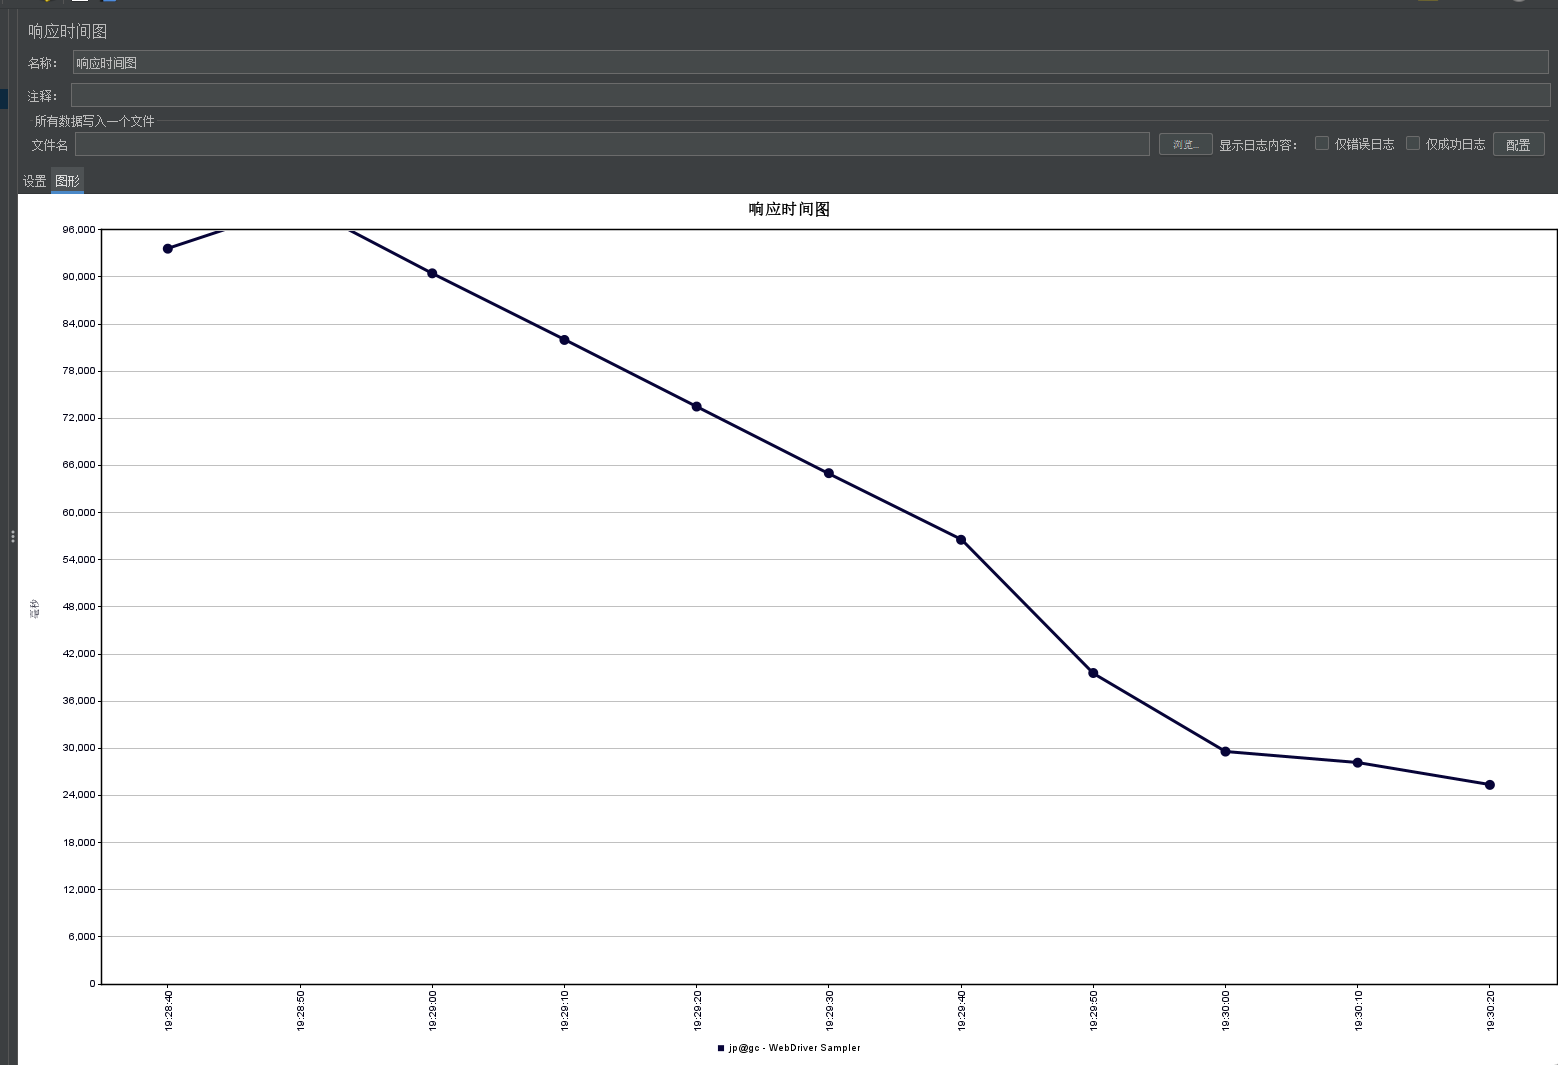 响应时间图
名称： 响应时间图
注释：
所有数据写入一个文件
文件名 浏览... 显示日志内容： 仅错误日志 仅成功日志 配置
设置 图形
响应时间图
96,000
90,000
84,000
78,000
72,000
66,000
60,000
54,000
48,000
42,000
36,000
30,000
24,000
18,000
12,000
6,000
0
毫秒
19:28:40 19:28:50 19:29:00 19:29:10 19:29:20 19:29:30 19:29:40 19:29:50 19:30:00 19:30:10 19:30:20
jp@gc - WebDriver Sampler